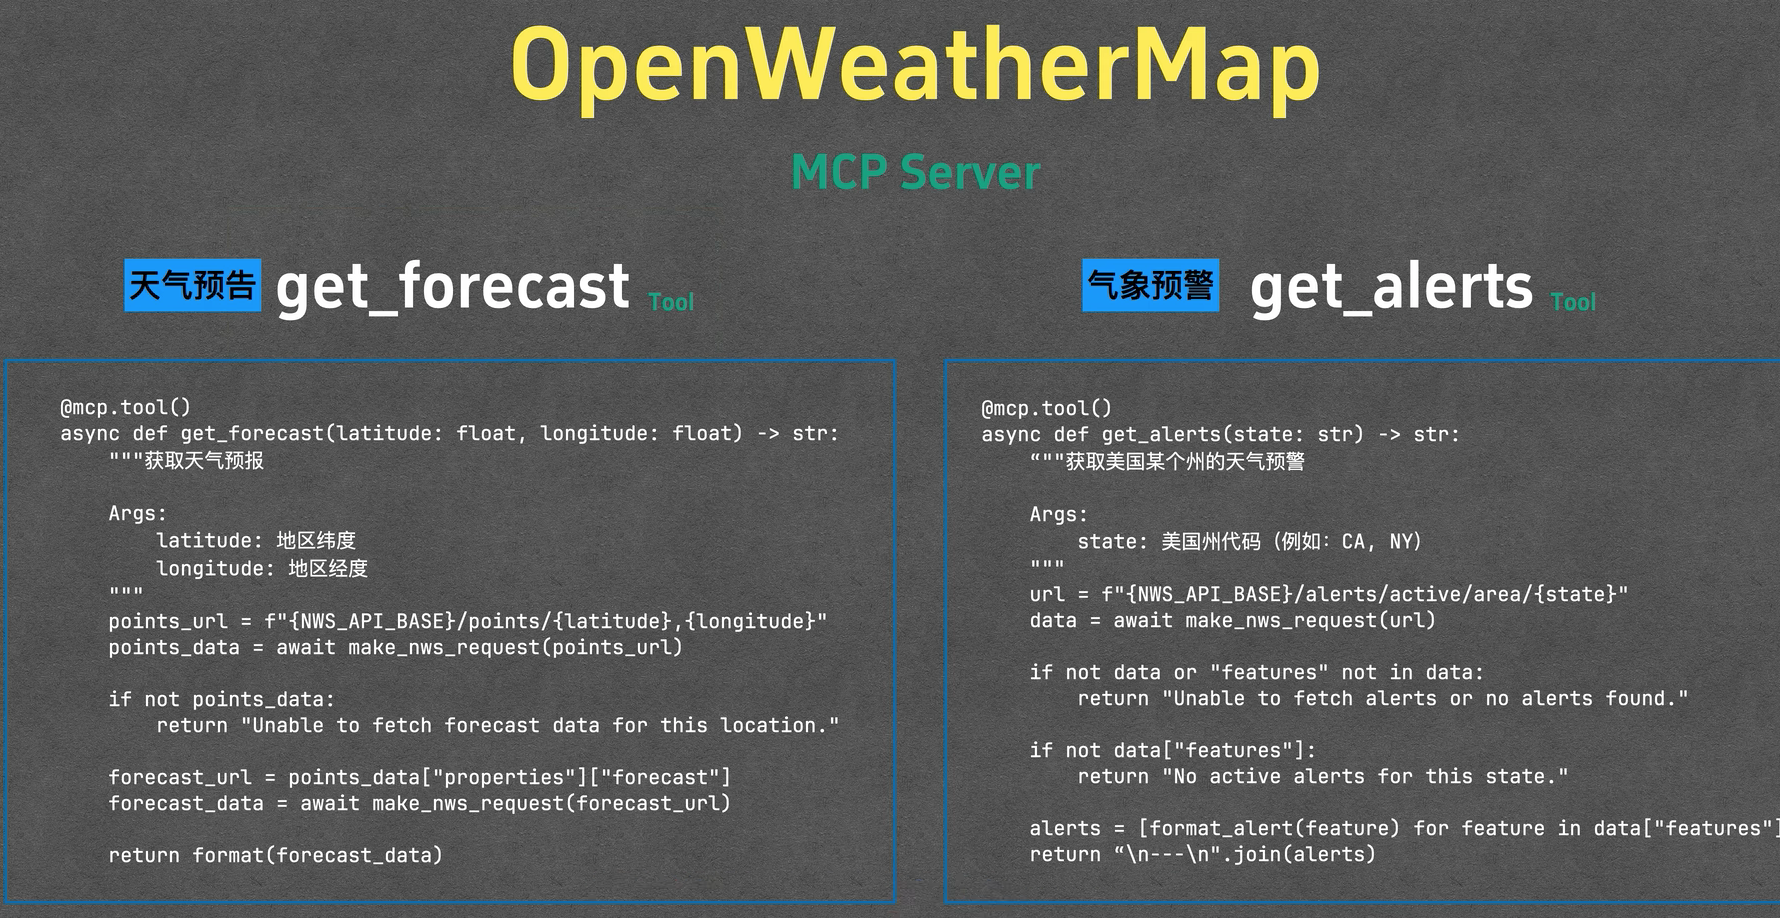 OpenWeatherMap
MCP Server
天气预告 get_forecast Tool
@mcp.tool()
async def get_forecast(latitude: float, longitude: float) -> str:
"""获取天气预报
Args:
latitude: 地区纬度
longitude: 地区经度
"""
points_url = f"{NWS_API_BASE}/points/{latitude},{longitude}"
points_data = await make_nws_request(points_url)
if not points_data:
return "Unable to fetch forecast data for this location."
forecast_url = points_data["properties"]["forecast"]
forecast_data = await make_nws_request(forecast_url)
return format(forecast_data)
气象预警 get_alerts Tool
@mcp.tool()
async def get_alerts(state: str) -> str:
“""获取美国某个州的天气预警
Args:
state: 美国州代码（例如：CA, NY）
"""
url = f"{NWS_API_BASE}/alerts/active/area/{state}"
data = await make_nws_request(url)
if not data or "features" not in data:
return "Unable to fetch alerts or no alerts found."
if not data["features"]:
return "No active alerts for this state."
alerts = [format_alert(feature) for feature in data["features"]
return “\n---\n".join(alerts)